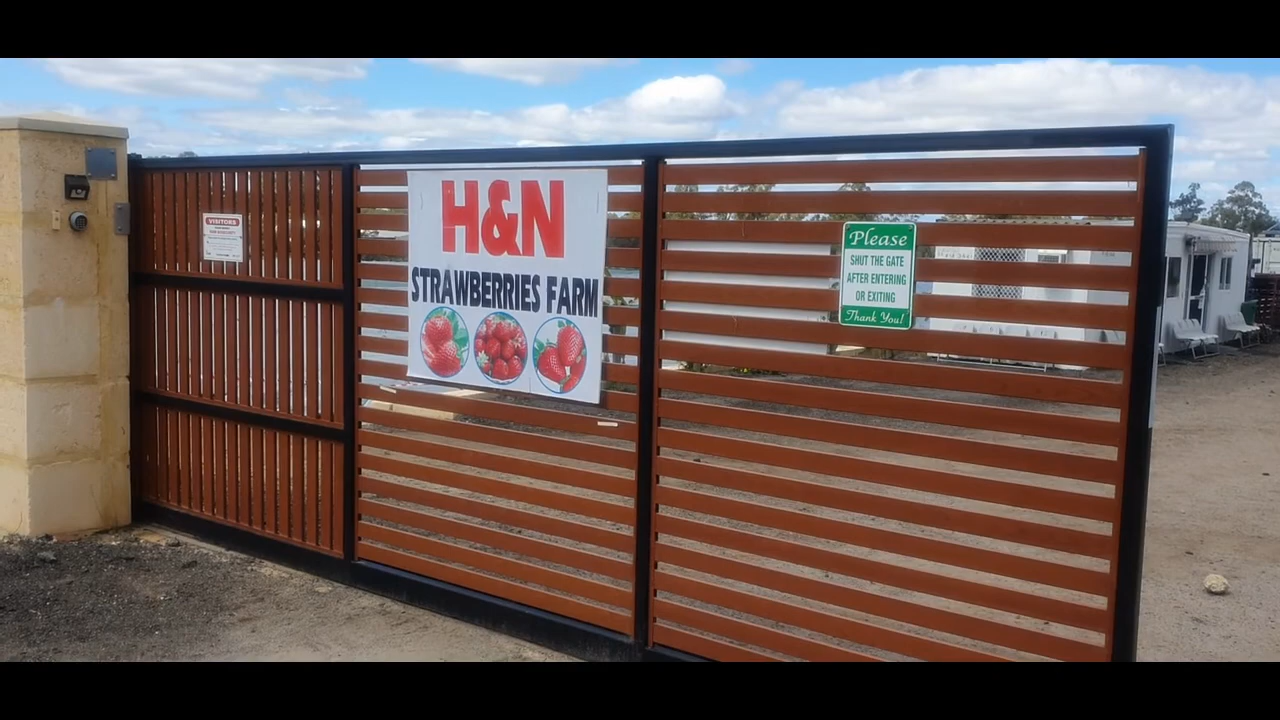 VISITORS
H&N
STRAWBERRIES FARM
Please
SHUT THE GATE
AFTER ENTERING
OR EXITING
Thank You!